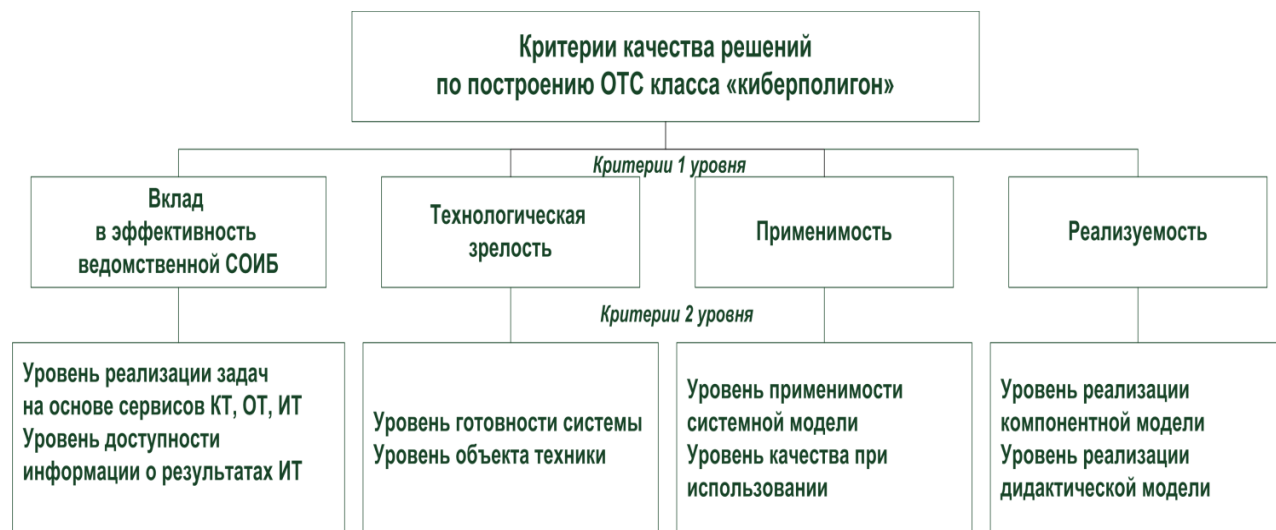 Критерии качества решений
по построению ОТС класса «киберполигон»
Критерии 1 уровня
Вклад
в эффективность
ведомственной СОИБ
Технологическая
зрелость
Применимость
Реализуемость
Критерии 2 уровня
Уровень реализации задач
на основе сервисов КТ, ОТ, ИТ
Уровень доступности
информации о результатах ИТ
Уровень готовности системы
Уровень объекта техники
Уровень применимости
системной модели
Уровень качества при
использовании
Уровень реализации
компонентной модели
Уровень реализации
дидактической модели